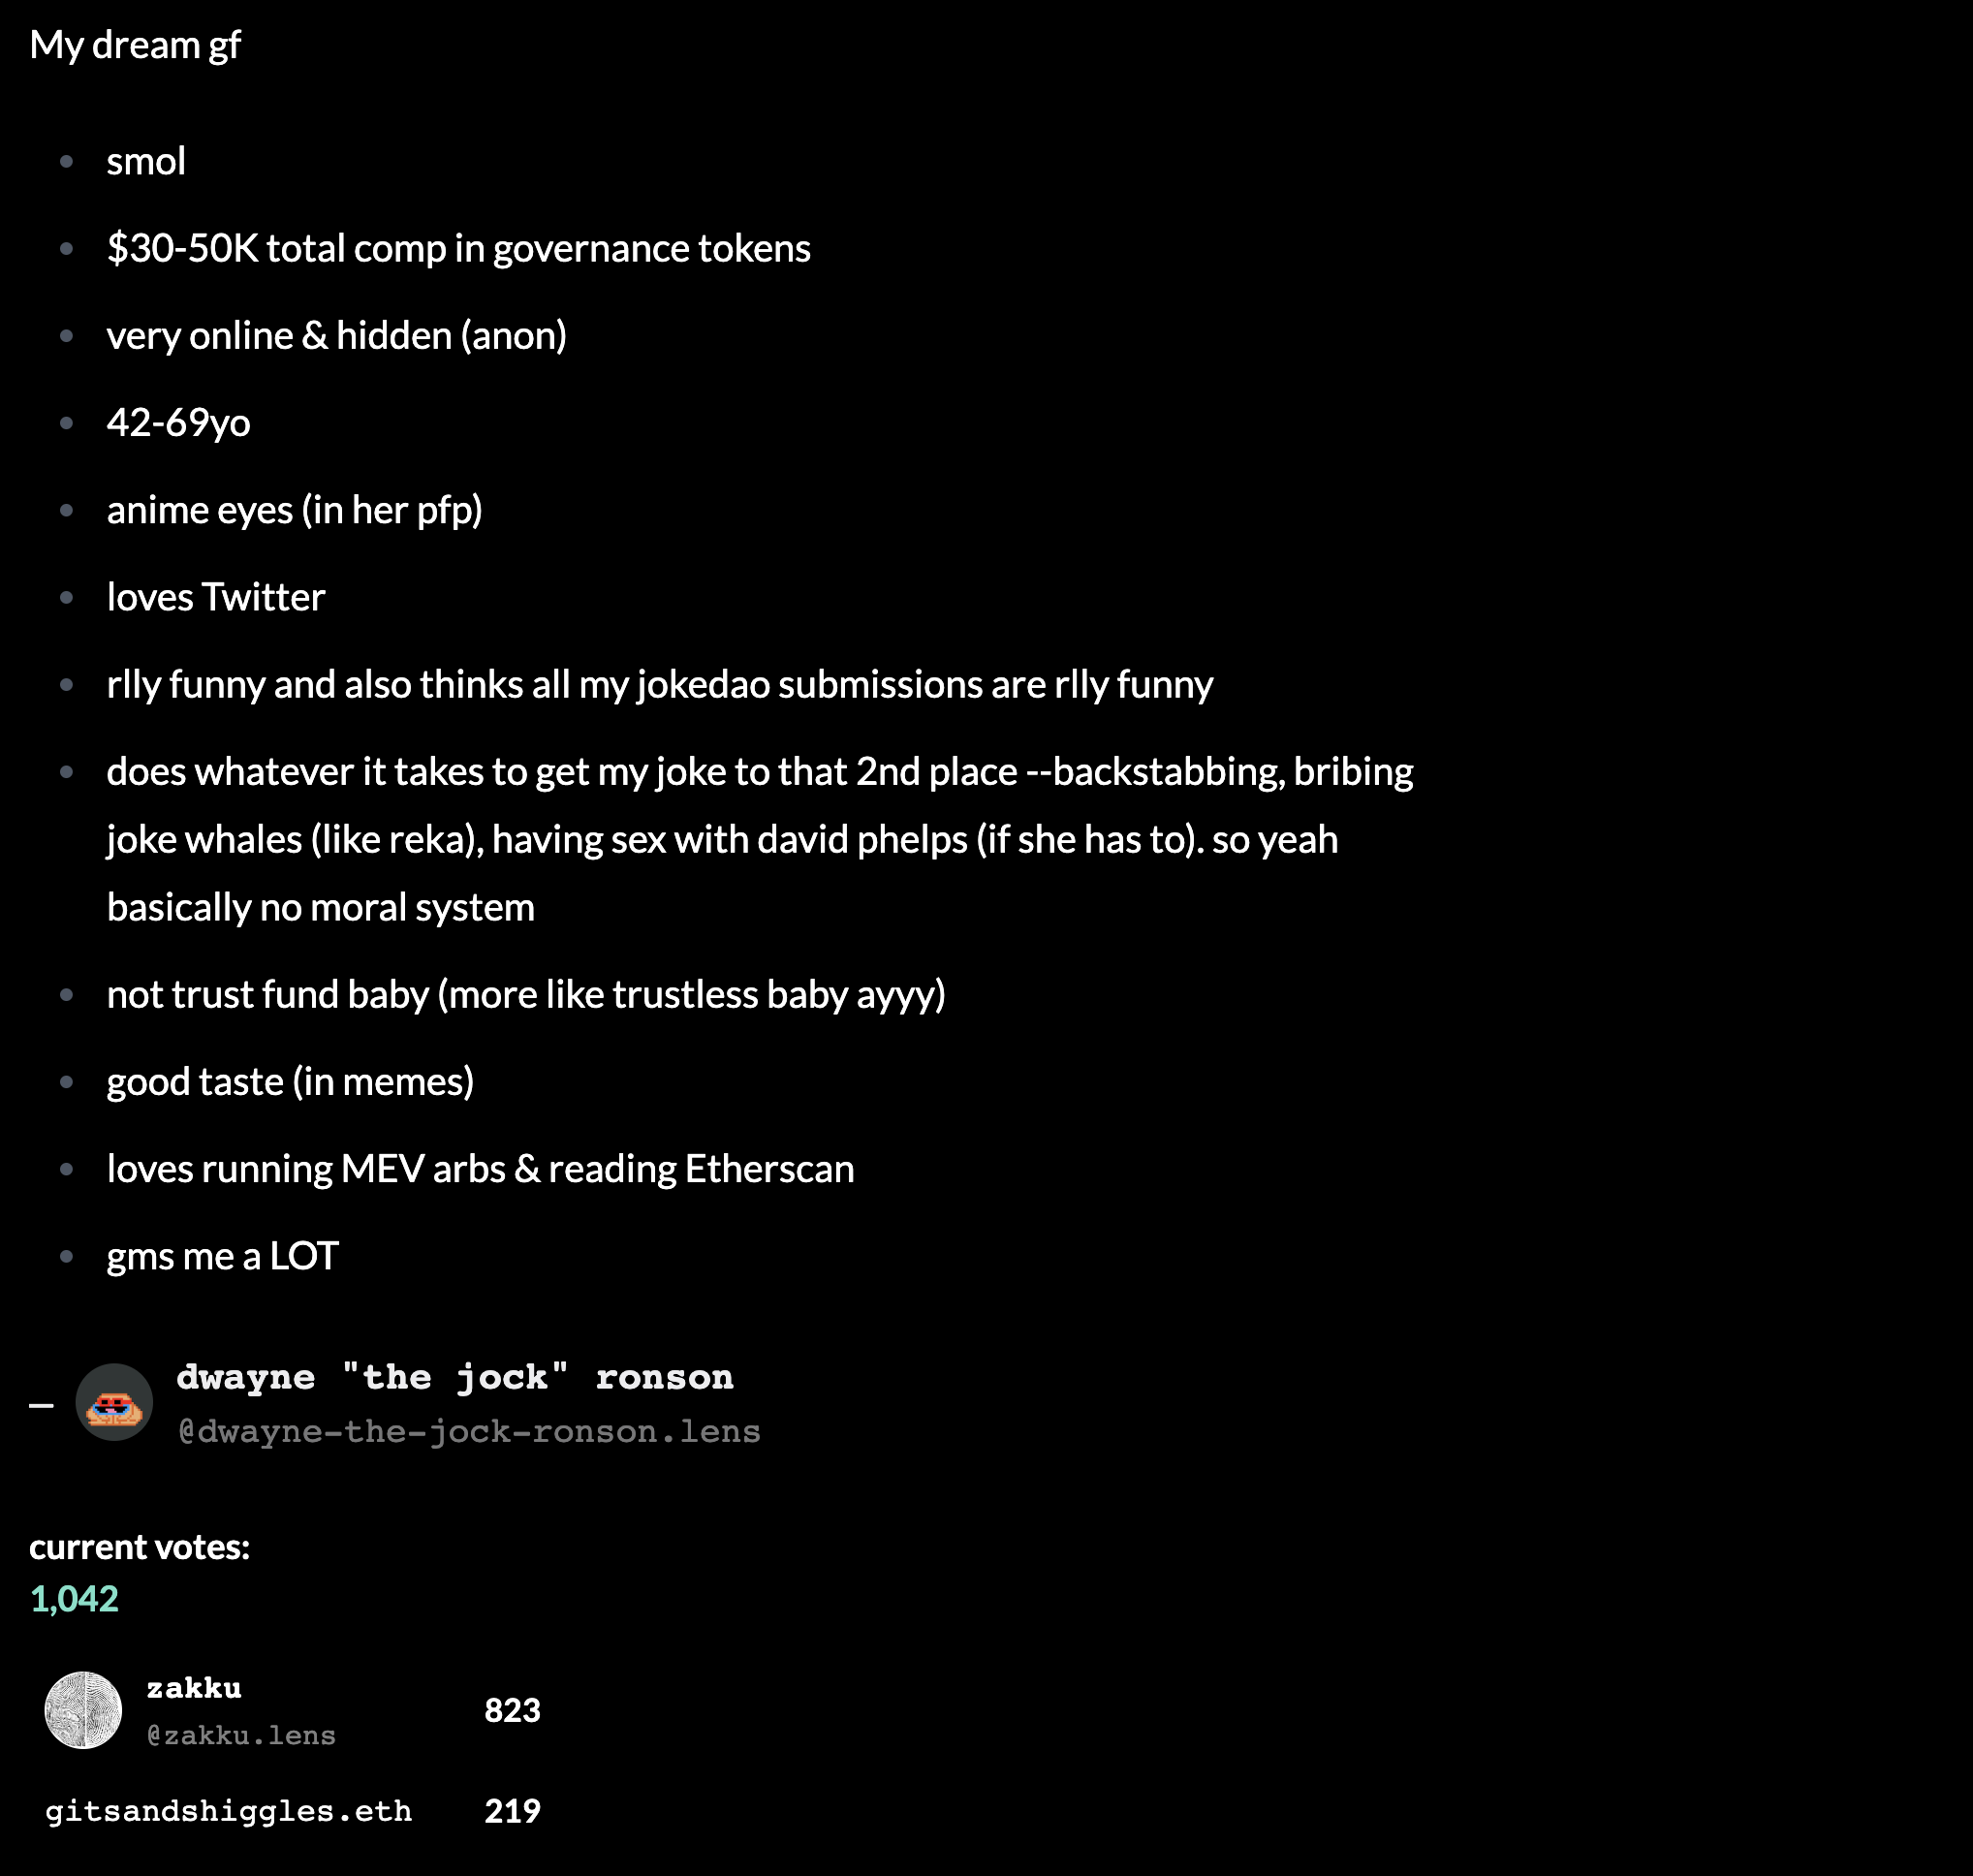 My dream gf
smol
$30-50K total comp in governance tokens
very online & hidden (anon)
42-69yo
anime eyes (in her pfp)
loves Twitter
rlly funny and also thinks all my jokedao submissions are rlly funny
does whatever it takes to get my joke to that 2nd place --backstabbing, bribing
joke whales (like reka), having sex with david phelps (if she has to). so yeah
basically no moral system
not trust fund baby (more like trustless baby ayyy)
good taste (in memes)
loves running MEV arbs & reading Etherscan
gms me a LOT
— dwayne "the jock" ronson
@dwayne-the-jock-ronson.lens
current votes:
1,042
zakku
@zakku.lens
823
gitsandshiggles.eth 219